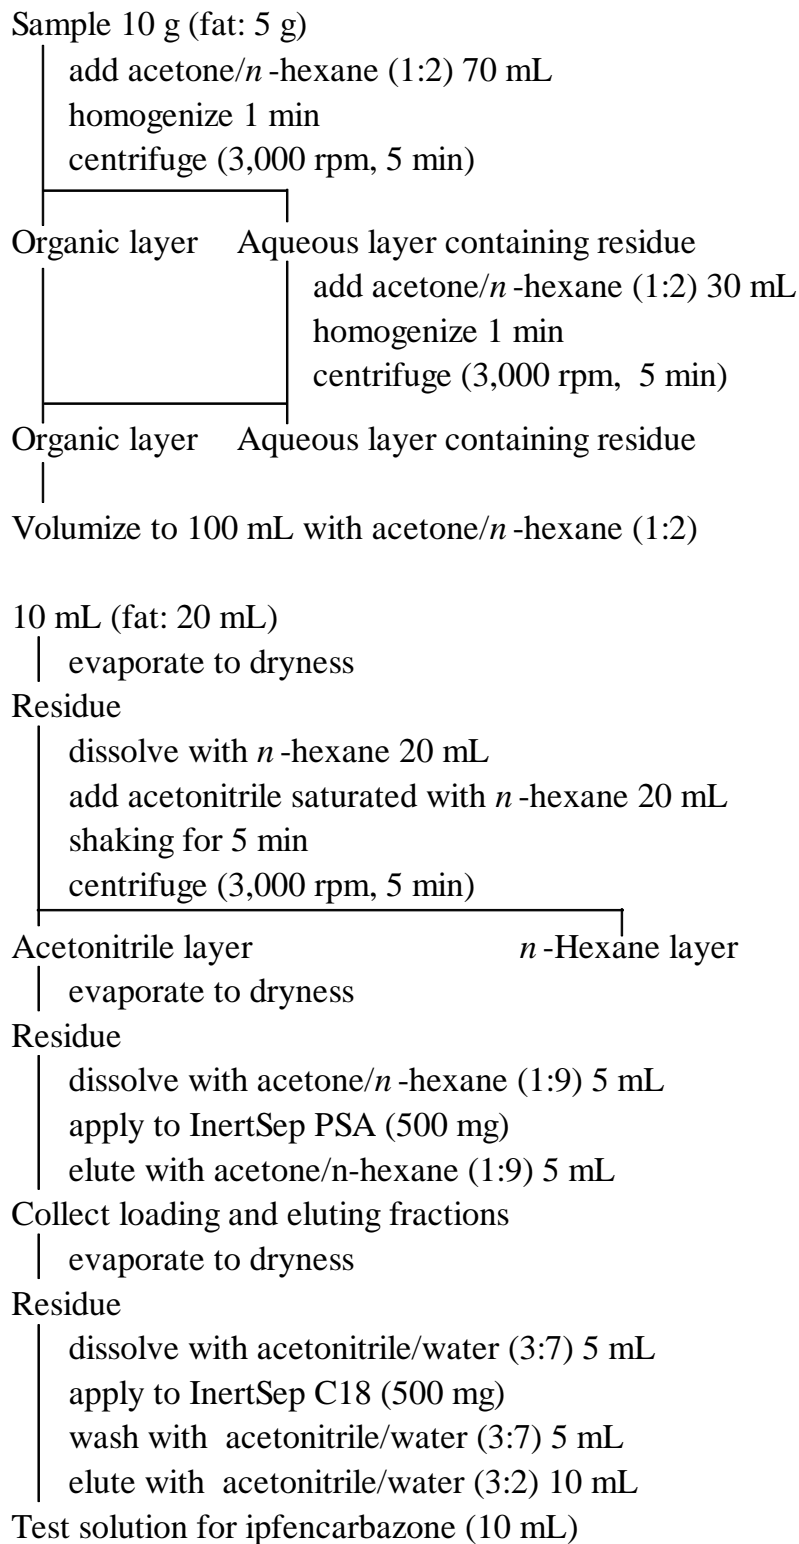 Sample 10 g (fat: 5 g)
add acetone/n-hexane (1:2) 70 mL
homogenize 1 min
centrifuge (3,000 rpm, 5 min)
Organic layer Aqueous layer containing residue
add acetone/n-hexane (1:2) 30 mL
homogenize 1 min
centrifuge (3,000 rpm, 5 min)
Organic layer Aqueous layer containing residue
Volumize to 100 mL with acetone/n-hexane (1:2)
10 mL (fat: 20 mL)
evaporate to dryness
Residue
dissolve with n-hexane 20 mL
add acetonitrile saturated with n-hexane 20 mL
shaking for 5 min
centrifuge (3,000 rpm, 5 min)
Acetonitrile layer n-Hexane layer
evaporate to dryness
Residue
dissolve with acetone/n-hexane (1:9) 5 mL
apply to InertSep PSA (500 mg)
elute with acetone/n-hexane (1:9) 5 mL
Collect loading and eluting fractions
evaporate to dryness
Residue
dissolve with acetonitrile/water (3:7) 5 mL
apply to InertSep C18 (500 mg)
wash with acetonitrile/water (3:7) 5 mL
elute with acetonitrile/water (3:2) 10 mL
Test solution for ipfencarbazone (10 mL)